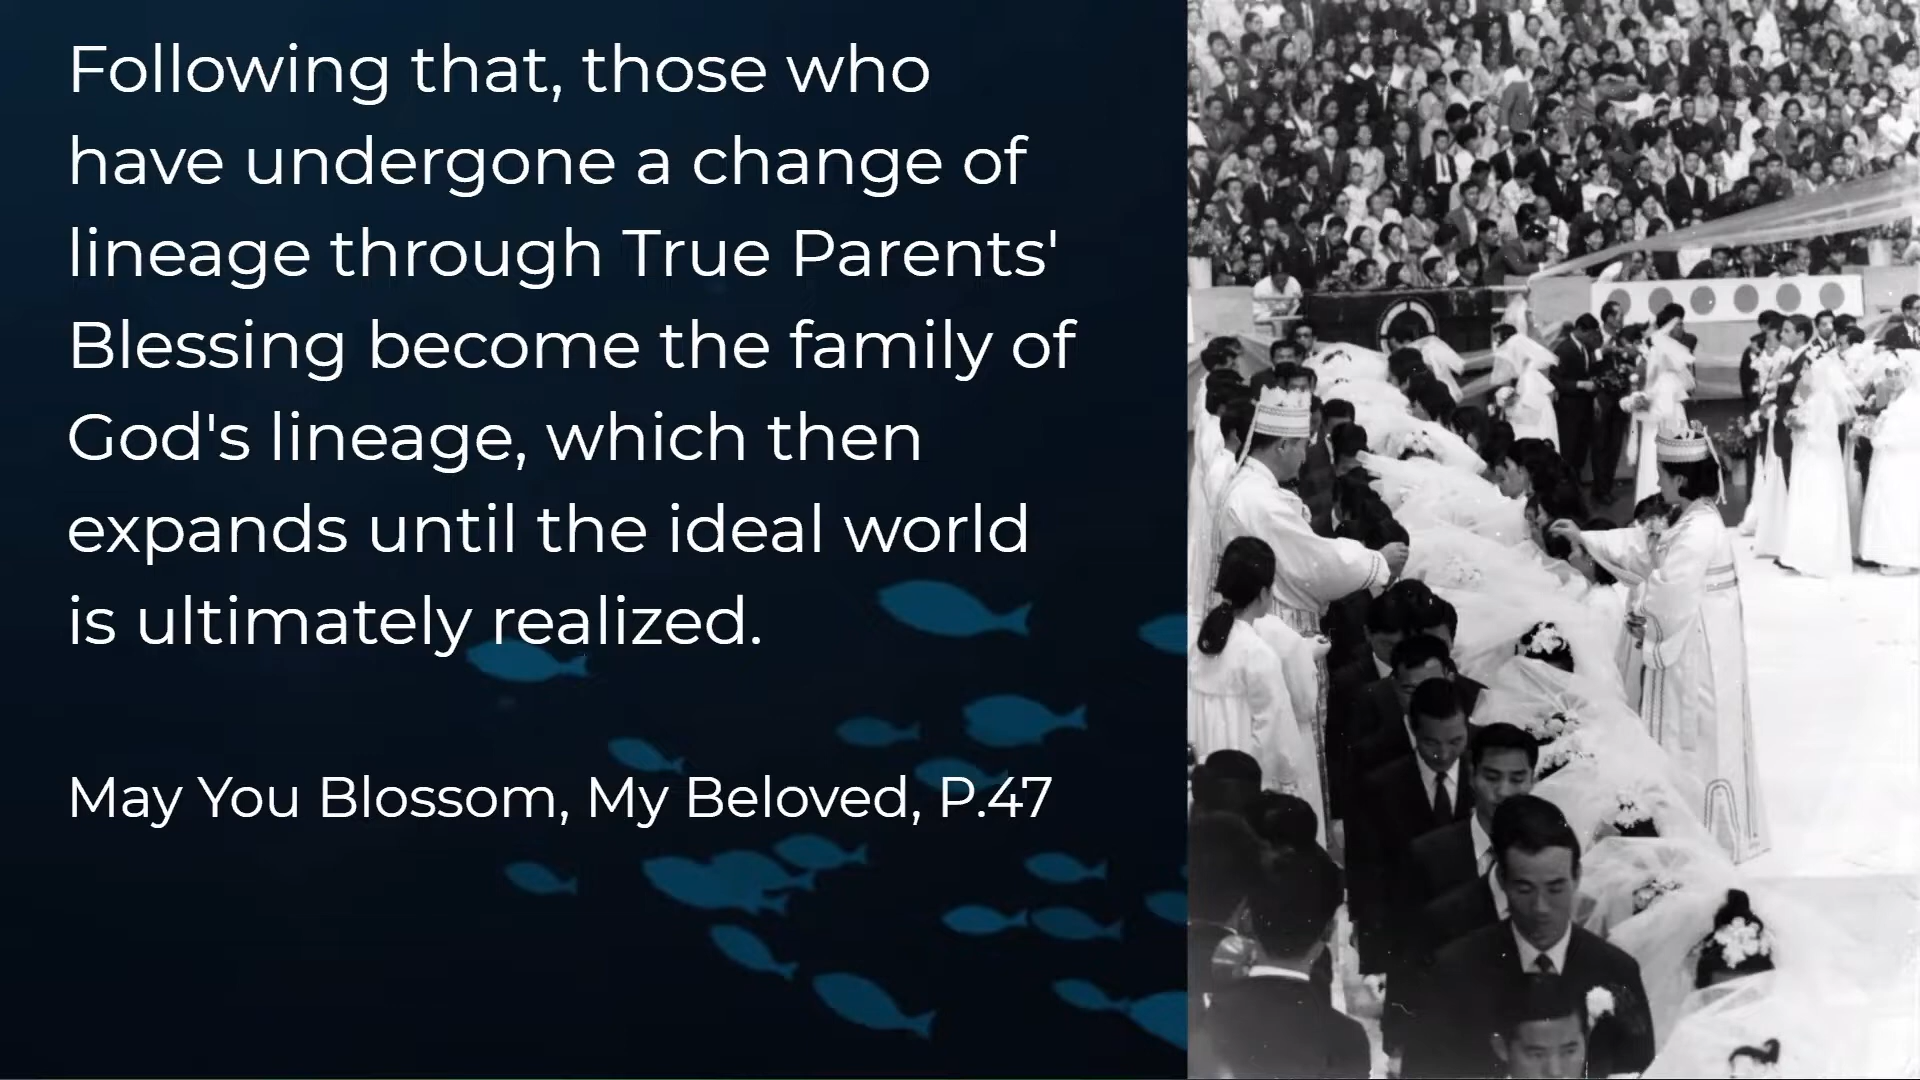 Following that, those who
have undergone a change of
lineage through True Parents'
Blessing become the family of
God's lineage, which then
expands until the ideal world
is ultimately realized.
May You Blossom, My Beloved, P.47